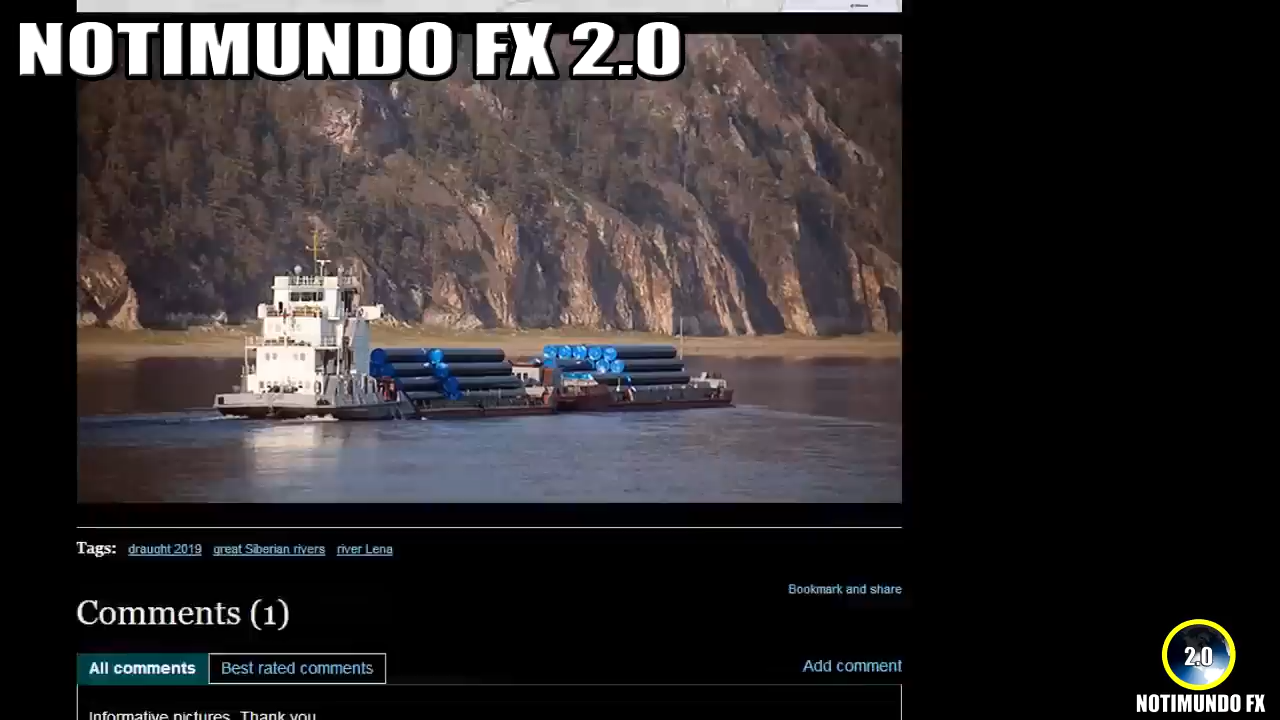 NOTIMUNDO FX 2.0
Tags: draught 2019 great Siberian rivers river Lena
Bookmark and share
Comments (1)
All comments Best rated comments Add comment
Informative pictures. Thank you
2.0
NOTIMUNDO FX